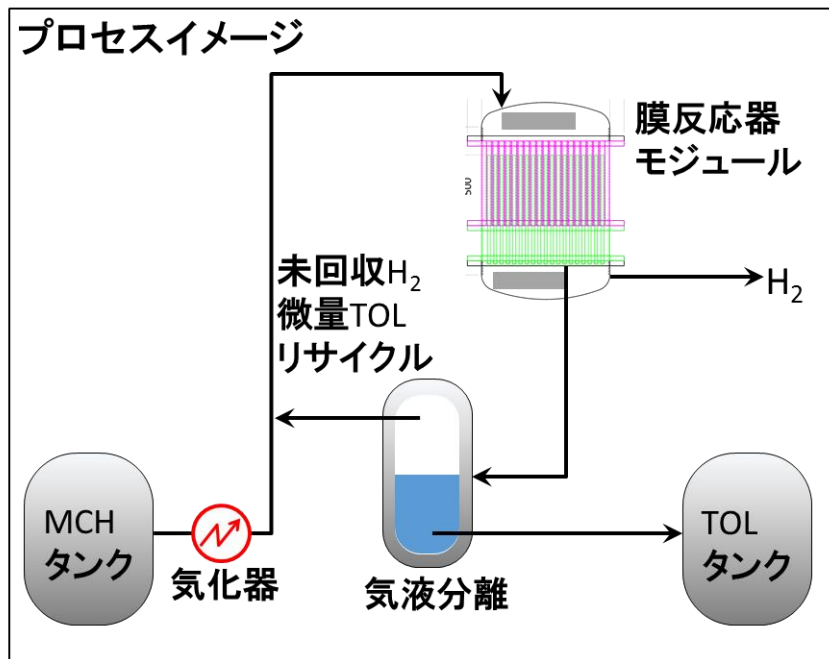 プロセスイメージ
膜反応器
モジュール
500
未回収H₂
微量TOL
リサイクル
H₂
MCH
タンク
気化器
気液分離
TOL
タンク